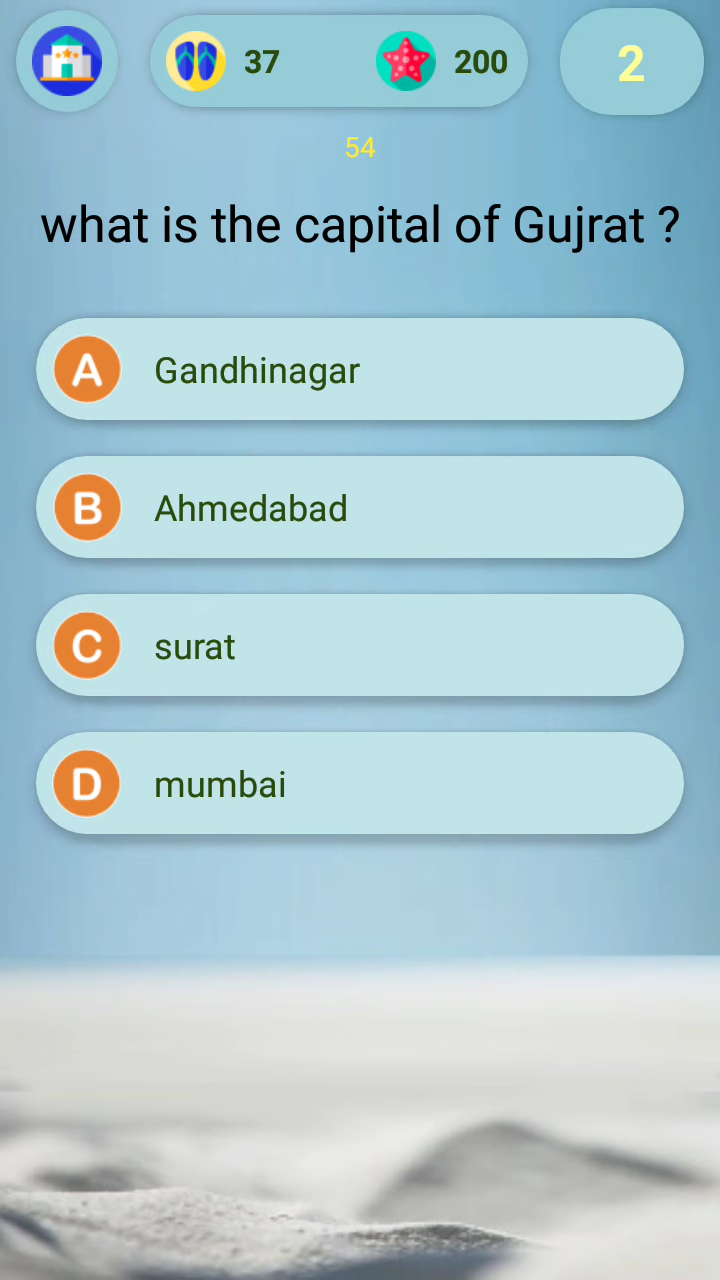 37
200
2
54
what is the capital of Gujrat ?
A
Gandhinagar
B
Ahmedabad
C
surat
D
mumbai